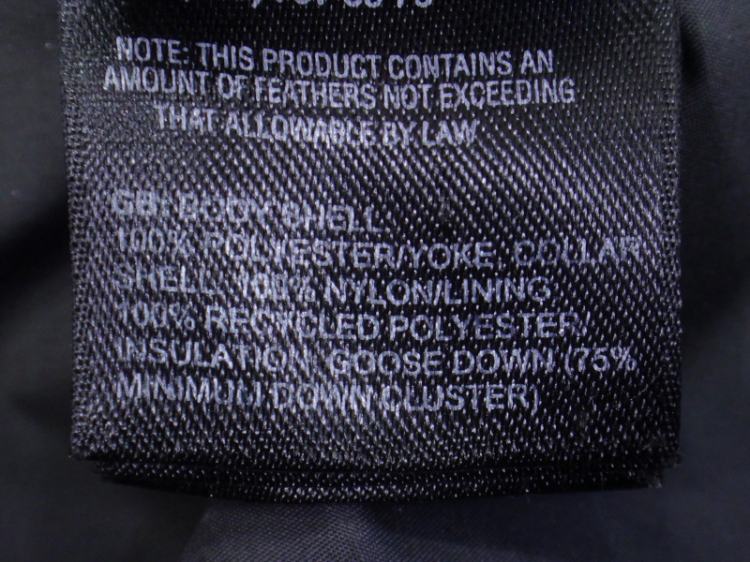 NOTE: THIS PRODUCT CONTAINS AN
AMOUNT OF FEATHERS NOT EXCEEDING
THAT ALLOWABLE BY LAW
GB: BODY SHELL:
100% POLYESTER/YOKE, COLLAR
SHELL: 100% NYLON/LINING:
100% RECYCLED POLYESTER/
INSULATION: GOOSE DOWN (75%
MINIMUM DOWN CLUSTER)